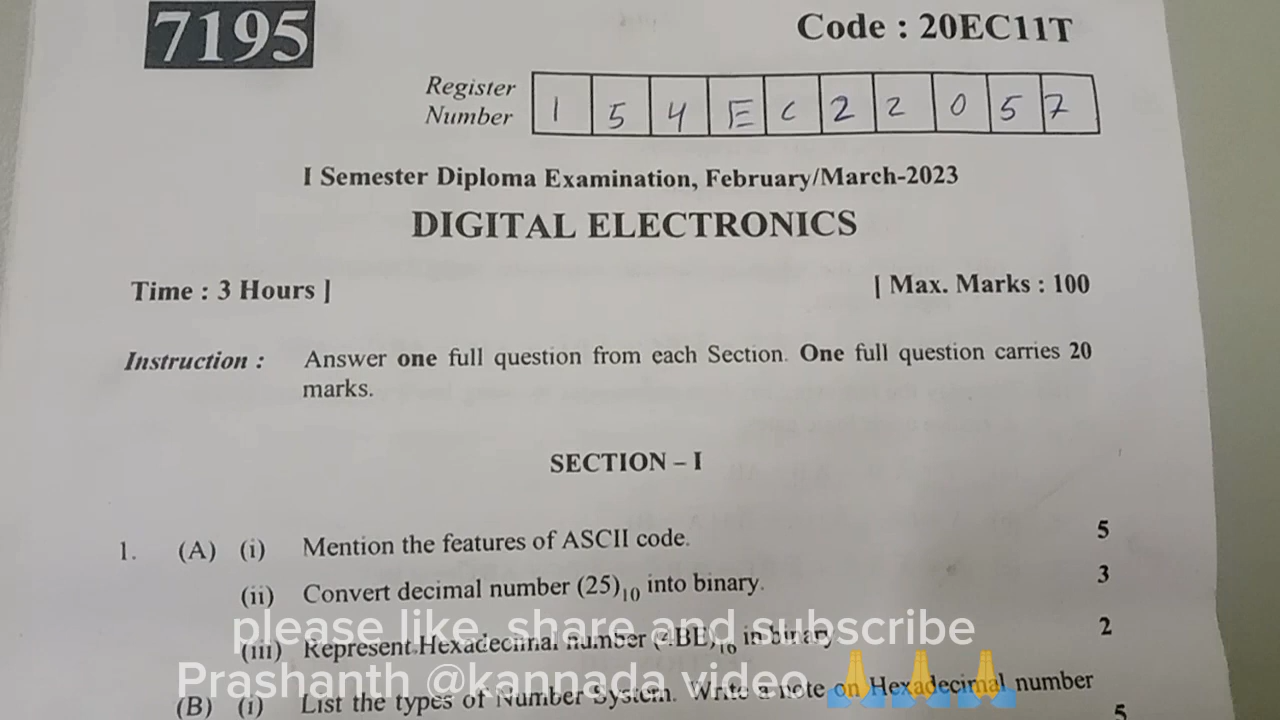 7195
Code : 20EC11T
Register
Number
1 5 4 E C 2 2 0 5 7
I Semester Diploma Examination, February/March-2023
DIGITAL ELECTRONICS
Time : 3 Hours ]
[ Max. Marks : 100
Instruction : Answer one full question from each Section. One full question carries 20
marks.
SECTION – I
1. (A) (i) Mention the features of ASCII code. 5
(ii) Convert decimal number (25)₁₀ into binary. 3
please like, share and subscribe
(iii) Represent Hexadecimal number (4BE)₁₆ in binary 2
Prashanth @kannada video 🙏🙏🙏
(B) (i) List the types of Number System. Write a note on Hexadecimal number
5